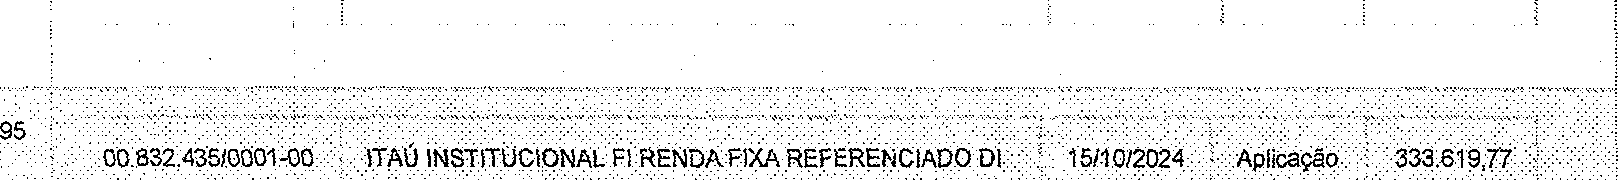 95
00.832.435/0001-00 ITAÚ INSTITUCIONAL FI RENDA FIXA REFERENCIADO DI 15/10/2024 Aplicação 333.619,77